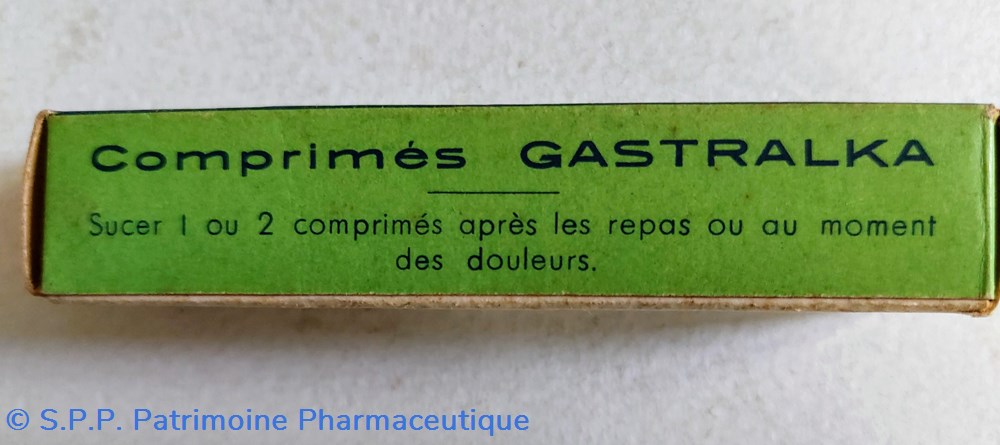 Comprimés GASTRALKA
Sucer 1 ou 2 comprimés après les repas ou au moment
des douleurs.
© S.P.P. Patrimoine Pharmaceutique